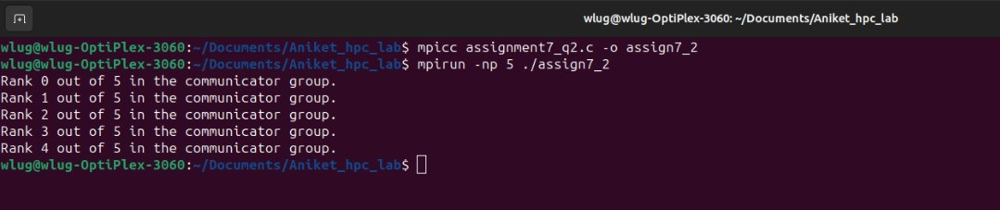 wlug@wlug-OptiPlex-3060: ~/Documents/Aniket_hpc_lab
wlug@wlug-OptiPlex-3060:~/Documents/Aniket_hpc_lab$ mpicc assignment7_q2.c -o assign7_2
wlug@wlug-OptiPlex-3060:~/Documents/Aniket_hpc_lab$ mpirun -np 5 ./assign7_2
Rank 0 out of 5 in the communicator group.
Rank 1 out of 5 in the communicator group.
Rank 2 out of 5 in the communicator group.
Rank 3 out of 5 in the communicator group.
Rank 4 out of 5 in the communicator group.
wlug@wlug-OptiPlex-3060:~/Documents/Aniket_hpc_lab$